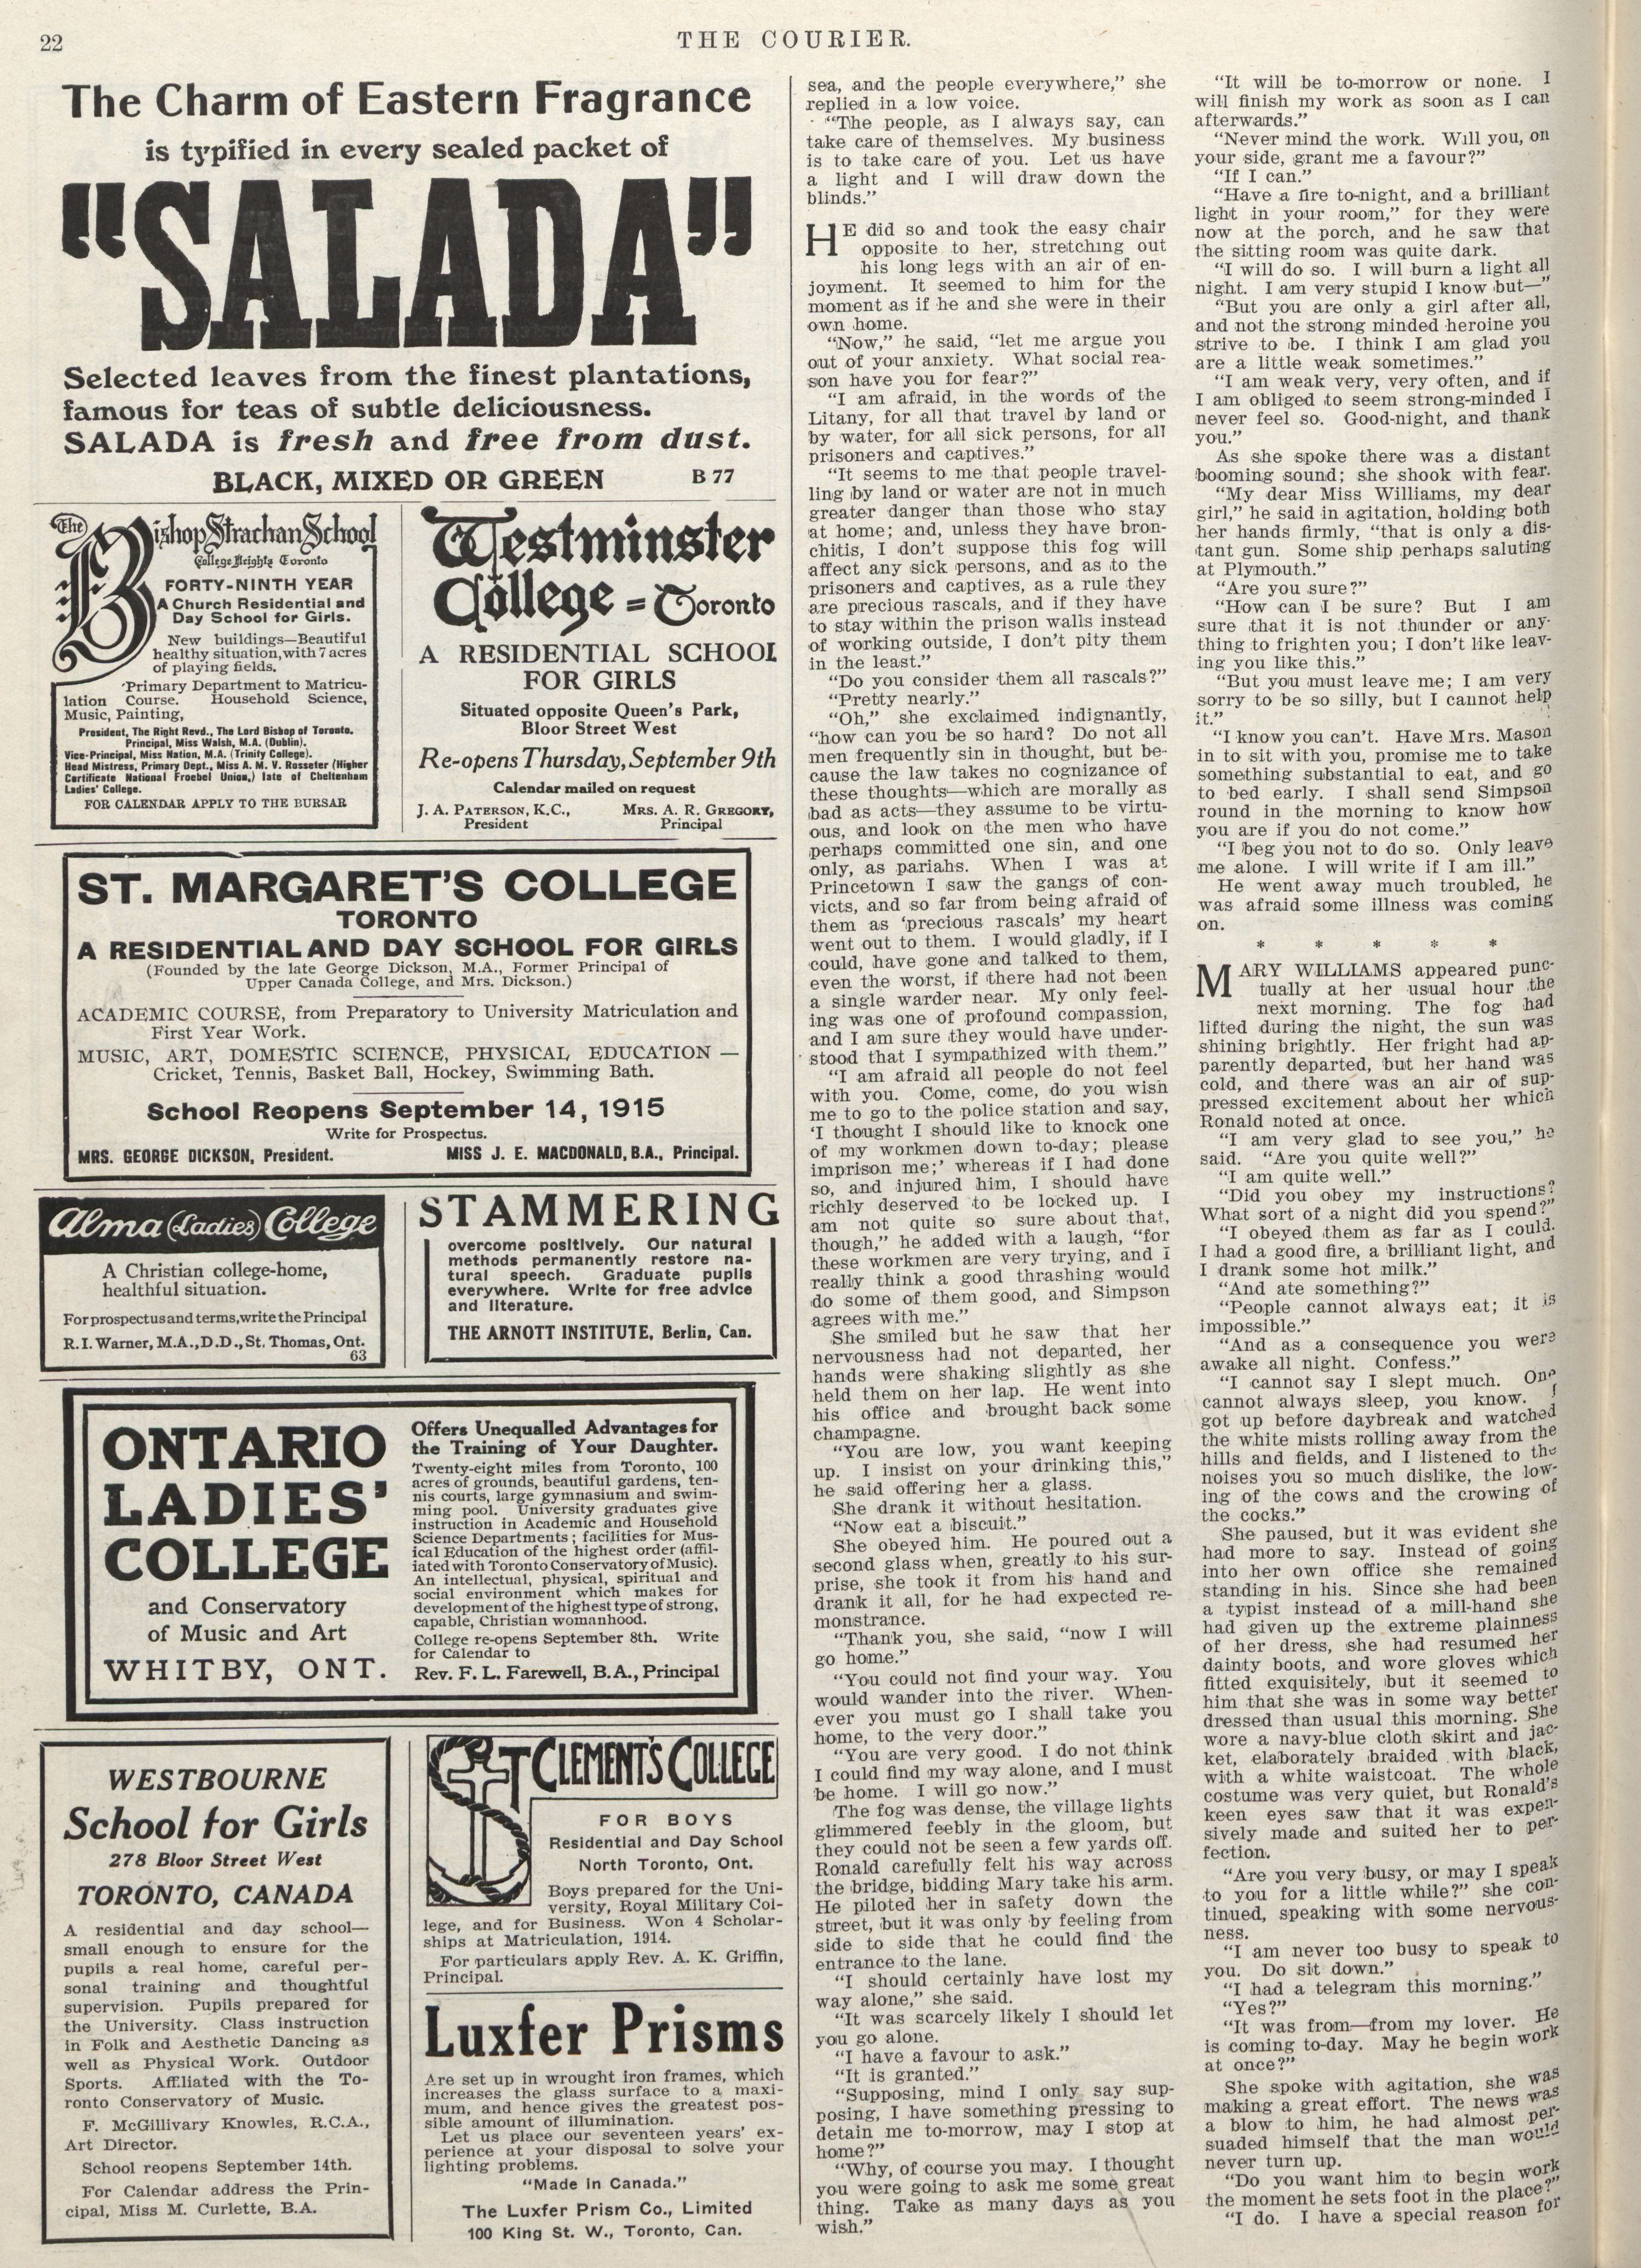 22
THE COURIER.
The Charm of Eastern Fragrance
is typified in every sealed packet of
"SALADA"
Selected leaves from the finest plantations,
famous for teas of subtle deliciousness.
SALADA is fresh and free from dust.
BLACK, MIXED OR GREEN B 77
The Bishop Strachan School
College Heights Toronto
FORTY-NINTH YEAR
A Church Residential and
Day School for Girls.
New buildings—Beautiful
healthy situation, with 7 acres
of playing fields.
Primary Department to Matricu-
lation Course. Household Science,
Music, Painting,
President, The Right Revd., The Lord Bishop of Toronto.
Principal, Miss Walsh, M.A. (Dublin).
Vice-Principal, Miss Nation, M.A. (Trinity College).
Head Mistress, Primary Dept., Miss A. M. V. Rosseter (Higher
Certificate National Froebel Union,) late of Cheltenham
Ladies' College.
FOR CALENDAR APPLY TO THE BURSAR
Westminster
College = Toronto
A RESIDENTIAL SCHOOL
FOR GIRLS
Situated opposite Queen's Park,
Bloor Street West
Re-opens Thursday, September 9th
Calendar mailed on request
J. A. PATERSON, K.C., MRS. A. R. GREGORY,
President Principal
ST. MARGARET'S COLLEGE
TORONTO
A RESIDENTIAL AND DAY SCHOOL FOR GIRLS
(Founded by the late George Dickson, M.A., Former Principal of
Upper Canada College, and Mrs. Dickson.)
ACADEMIC COURSE, from Preparatory to University Matriculation and
First Year Work.
MUSIC, ART, DOMESTIC SCIENCE, PHYSICAL EDUCATION —
Cricket, Tennis, Basket Ball, Hockey, Swimming Bath.
School Reopens September 14, 1915
Write for Prospectus.
MRS. GEORGE DICKSON, President. MISS J. E. MACDONALD, B.A., Principal.
Alma (Ladies) College
A Christian college-home,
healthful situation.
For prospectus and terms, write the Principal
R. I. Warner, M.A., D.D., St. Thomas, Ont.
63
STAMMERING
overcome positively. Our natural
methods permanently restore na-
tural speech. Graduate pupils
everywhere. Write for free advice
and literature.
THE ARNOTT INSTITUTE, Berlin, Can.
ONTARIO
LADIES'
COLLEGE
and Conservatory
of Music and Art
WHITBY, ONT.
Offers Unequalled Advantages for
the Training of Your Daughter.
Twenty-eight miles from Toronto, 100
acres of grounds, beautiful gardens, ten-
nis courts, large gymnasium and swim-
ming pool. University graduates give
instruction in Academic and Household
Science Departments; facilities for Mus-
ical Education of the highest order (affil-
iated with Toronto Conservatory of Music).
An intellectual, physical, spiritual and
social environment which makes for
development of the highest type of strong,
capable, Christian womanhood.
College re-opens September 8th. Write
for Calendar to
Rev. F. L. Farewell, B.A., Principal
WESTBOURNE
School for Girls
278 Bloor Street West
TORONTO, CANADA
A residential and day school—
small enough to ensure for the
pupils a real home, careful per-
sonal training and thoughtful
supervision. Pupils prepared for
the University. Class instruction
in Folk and Aesthetic Dancing as
well as Physical Work. Outdoor
Sports. Affiliated with the To-
ronto Conservatory of Music.
F. McGillivary Knowles, R.C.A.,
Art Director.
School reopens September 14th.
For Calendar address the Prin-
cipal, Miss M. Curlette, B.A.
ST CLEMENT'S COLLEGE
FOR BOYS
Residential and Day School
North Toronto, Ont.
Boys prepared for the Uni-
versity, Royal Military Col-
lege, and for Business. Won 4 Scholar-
ships at Matriculation, 1914.
For particulars apply Rev. A. K. Griffin,
Principal.
Luxfer Prisms
Are set up in wrought iron frames, which
increases the glass surface to a maxi-
mum, and hence gives the greatest pos-
sible amount of illumination.
Let us place our seventeen years' ex-
perience at your disposal to solve your
lighting problems.
"Made in Canada."
The Luxfer Prism Co., Limited
100 King St. W., Toronto, Can.
sea, and the people everywhere," she
replied in a low voice.
"The people, as I always say, can
take care of themselves. My business
is to take care of you. Let us have
a light and I will draw down the
blinds."
HE did so and took the easy chair
opposite to her, stretching out
his long legs with an air of en-
joyment. It seemed to him for the
moment as if he and she were in their
own home.
"Now," he said, "let me argue you
out of your anxiety. What social rea-
son have you for fear?"
"I am afraid, in the words of the
Litany, for all that travel by land or
by water, for all sick persons, for all
prisoners and captives."
"It seems to me that people travel-
ling by land or water are not in much
greater danger than those who stay
at home; and, unless they have bron-
chitis, I don't suppose this fog will
affect any sick persons, and as to the
prisoners and captives, as a rule they
are precious rascals, and if they have
to stay within the prison walls instead
of working outside, I don't pity them
in the least."
"Do you consider them all rascals?"
"Pretty nearly."
"Oh," she exclaimed indignantly,
"how can you be so hard? Do not all
men frequently sin in thought, but be-
cause the law takes no cognizance of
these thoughts—which are morally as
bad as acts—they assume to be virtu-
ous, and look on the men who have
perhaps committed one sin, and one
only, as pariahs. When I was at
Princetown I saw the gangs of con-
victs, and so far from being afraid of
them as 'precious rascals' my heart
went out to them. I would gladly, if I
could, have gone and talked to them,
even the worst, if there had not been
a single warder near. My only feel-
ing was one of profound compassion,
and I am sure they would have under-
stood that I sympathized with them."
"I am afraid all people do not feel
with you. Come, come, do you wish
me to go to the police station and say,
'I thought I should like to knock one
of my workmen down to-day; please
imprison me;' whereas if I had done
so, and injured him, I should have
richly deserved to be locked up. I
am not quite so sure about that,
though," he added with a laugh, "for
these workmen are very trying, and I
really think a good thrashing would
do some of them good, and Simpson
agrees with me."
She smiled but he saw that her
nervousness had not departed, her
hands were shaking slightly as she
held them on her lap. He went into
his office and brought back some
champagne.
"You are low, you want keeping
up. I insist on your drinking this,"
he said offering her a glass.
She drank it without hesitation.
"Now eat a biscuit."
She obeyed him. He poured out a
second glass when, greatly to his sur-
prise, she took it from his hand and
drank it all, for he had expected re-
monstrance.
"Thank you, she said, "now I will
go home."
"You could not find your way. You
would wander into the river. When-
ever you must go I shall take you
home, to the very door."
"You are very good. I do not think
I could find my way alone, and I must
be home. I will go now."
The fog was dense, the village lights
glimmered feebly in the gloom, but
they could not be seen a few yards off.
Ronald carefully felt his way across
the bridge, bidding Mary take his arm.
He piloted her in safety down the
street, but it was only by feeling from
side to side that he could find the
entrance to the lane.
"I should certainly have lost my
way alone," she said.
"It was scarcely likely I should let
you go alone.
"I have a favour to ask."
"It is granted."
"Supposing, mind I only say sup-
posing, I have something pressing to
detain me to-morrow, may I stop at
home?"
"Why, of course you may. I thought
you were going to ask me some great
thing. Take as many days as you
wish."
"It will be to-morrow or none. I
will finish my work as soon as I can
afterwards."
"Never mind the work. Will you, on
your side, grant me a favour?"
"If I can."
"Have a fire to-night, and a brilliant
light in your room," for they were
now at the porch, and he saw that
the sitting room was quite dark.
"I will do so. I will burn a light all
night. I am very stupid I know but—"
"But you are only a girl after all,
and not the strong minded heroine you
strive to be. I think I am glad you
are a little weak sometimes."
"I am weak very, very often, and if
I am obliged to seem strong-minded I
never feel so. Good-night, and thank
you."
As she spoke there was a distant
booming sound; she shook with fear.
"My dear Miss Williams, my dear
girl," he said in agitation, holding both
her hands firmly, "that is only a dis-
tant gun. Some ship perhaps saluting
at Plymouth."
"Are you sure?"
"How can I be sure? But I am
sure that it is not thunder or any-
thing to frighten you; I don't like leav-
ing you like this."
"But you must leave me; I am very
sorry to be so silly, but I cannot help
it."
"I know you can't. Have Mrs. Mason
in to sit with you, promise me to take
something substantial to eat, and go
to bed early. I shall send Simpson
round in the morning to know how
you are if you do not come."
"I beg you not to do so. Only leave
me alone. I will write if I am ill."
He went away much troubled, he
was afraid some illness was coming
on.
* * * * *
MARY WILLIAMS appeared punc-
tually at her usual hour the
next morning. The fog had
lifted during the night, the sun was
shining brightly. Her fright had ap-
parently departed, but her hand was
cold, and there was an air of sup-
pressed excitement about her which
Ronald noted at once.
"I am very glad to see you," he
said. "Are you quite well?"
"I am quite well."
"Did you obey my instructions?
What sort of a night did you spend?"
"I obeyed them as far as I could.
I had a good fire, a brilliant light, and
I drank some hot milk."
"And ate something?"
"People cannot always eat; it is
impossible."
"And as a consequence you were
awake all night. Confess."
"I cannot say I slept much. One
cannot always sleep, you know. I
got up before daybreak and watched
the white mists rolling away from the
hills and fields, and I listened to the
noises you so much dislike, the low-
ing of the cows and the crowing of
the cocks."
She paused, but it was evident she
had more to say. Instead of going
into her own office she remained
standing in his. Since she had been
a typist instead of a mill-hand she
had given up the extreme plainness
of her dress, she had resumed her
dainty boots, and wore gloves which
fitted exquisitely, but it seemed to
him that she was in some way better
dressed than usual this morning. She
wore a navy-blue cloth skirt and jac-
ket, elaborately braided with black,
with a white waistcoat. The whole
costume was very quiet, but Ronald's
keen eyes saw that it was expen-
sively made and suited her to per-
fection.
"Are you very busy, or may I speak
to you for a little while?" she con-
tinued, speaking with some nervous-
ness.
"I am never too busy to speak to
you. Do sit down."
"I had a telegram this morning."
"Yes?"
"It was from—from my lover. He
is coming to-day. May he begin work
at once?"
She spoke with agitation, she was
making a great effort. The news was
a blow to him, he had almost per-
suaded himself that the man would
never turn up.
"Do you want him to begin work
the moment he sets foot in the place?"
"I do. I have a special reason for